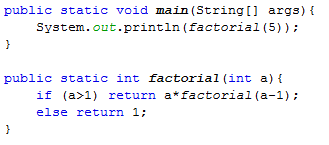 public static void main(String[] args){
    System.out.println(factorial(5));
}

public static int factorial(int a){
    if (a>1) return a*factorial(a-1);
    else return 1;
}